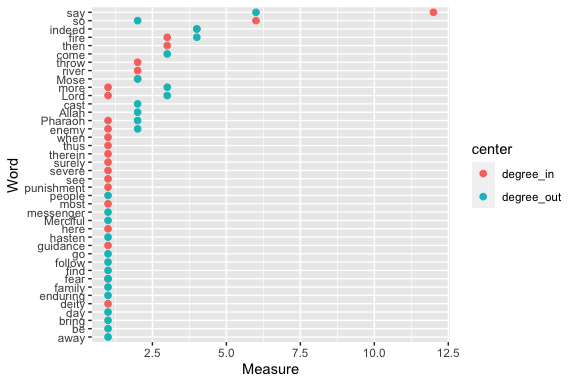 say
so
indeed
fire
then
come
throw
river
Mose
more
Lord
cast
Allah
Pharaoh
enemy
when
thus
therein
surely
severe
see
punishment
people
most
messenger
Merciful
here
hasten
guidance
go
follow
find
fear
family
enduring
deity
day
bring
be
away
Word
2.5 5.0 7.5 10.0 12.5
Measure
center
degree_in
degree_out